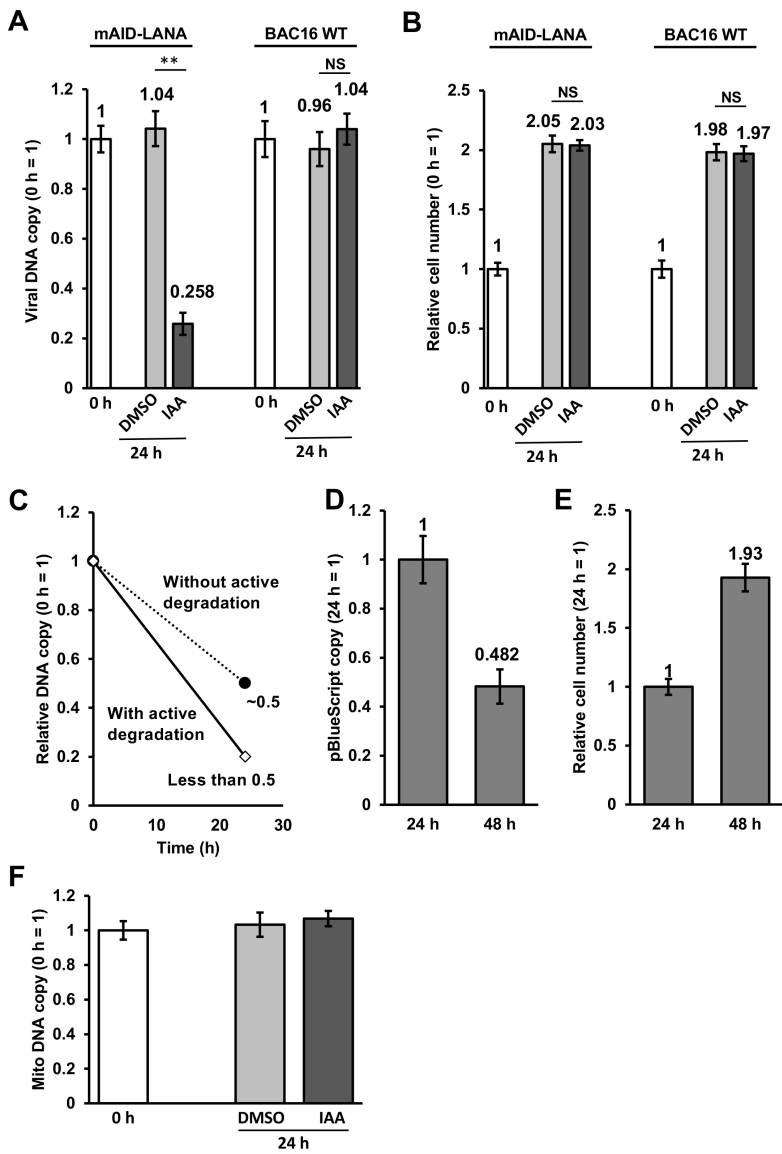 A
mAID-LANA
BAC16 WT
Viral DNA copy (0 h = 1)
1.2
1
0.8
0.6
0.4
0.2
0
**
NS
1
1.04
0.258
1
0.96
1.04
0 h
DMSO
IAA
24 h
0 h
DMSO
IAA
24 h
B
mAID-LANA
BAC16 WT
Relative cell number (0 h = 1)
2.5
2
1.5
1
0.5
0
NS
NS
1
2.05
2.03
1
1.98
1.97
0 h
DMSO
IAA
24 h
0 h
DMSO
IAA
24 h
C
Relative DNA copy (0 h = 1)
1.2
1
0.8
0.6
0.4
0.2
0
Without active
degradation
~0.5
With active
degradation
Less than 0.5
0
10
20
30
Time (h)
D
pBlueScript copy (24 h = 1)
1.2
1
0.8
0.6
0.4
0.2
0
1
0.482
24 h
48 h
E
Relative cell number (24 h = 1)
2.5
2
1.5
1
0.5
0
1
1.93
24 h
48 h
F
Mito DNA copy (0 h = 1)
1.2
1
0.8
0.6
0.4
0.2
0
0 h
DMSO
IAA
24 h